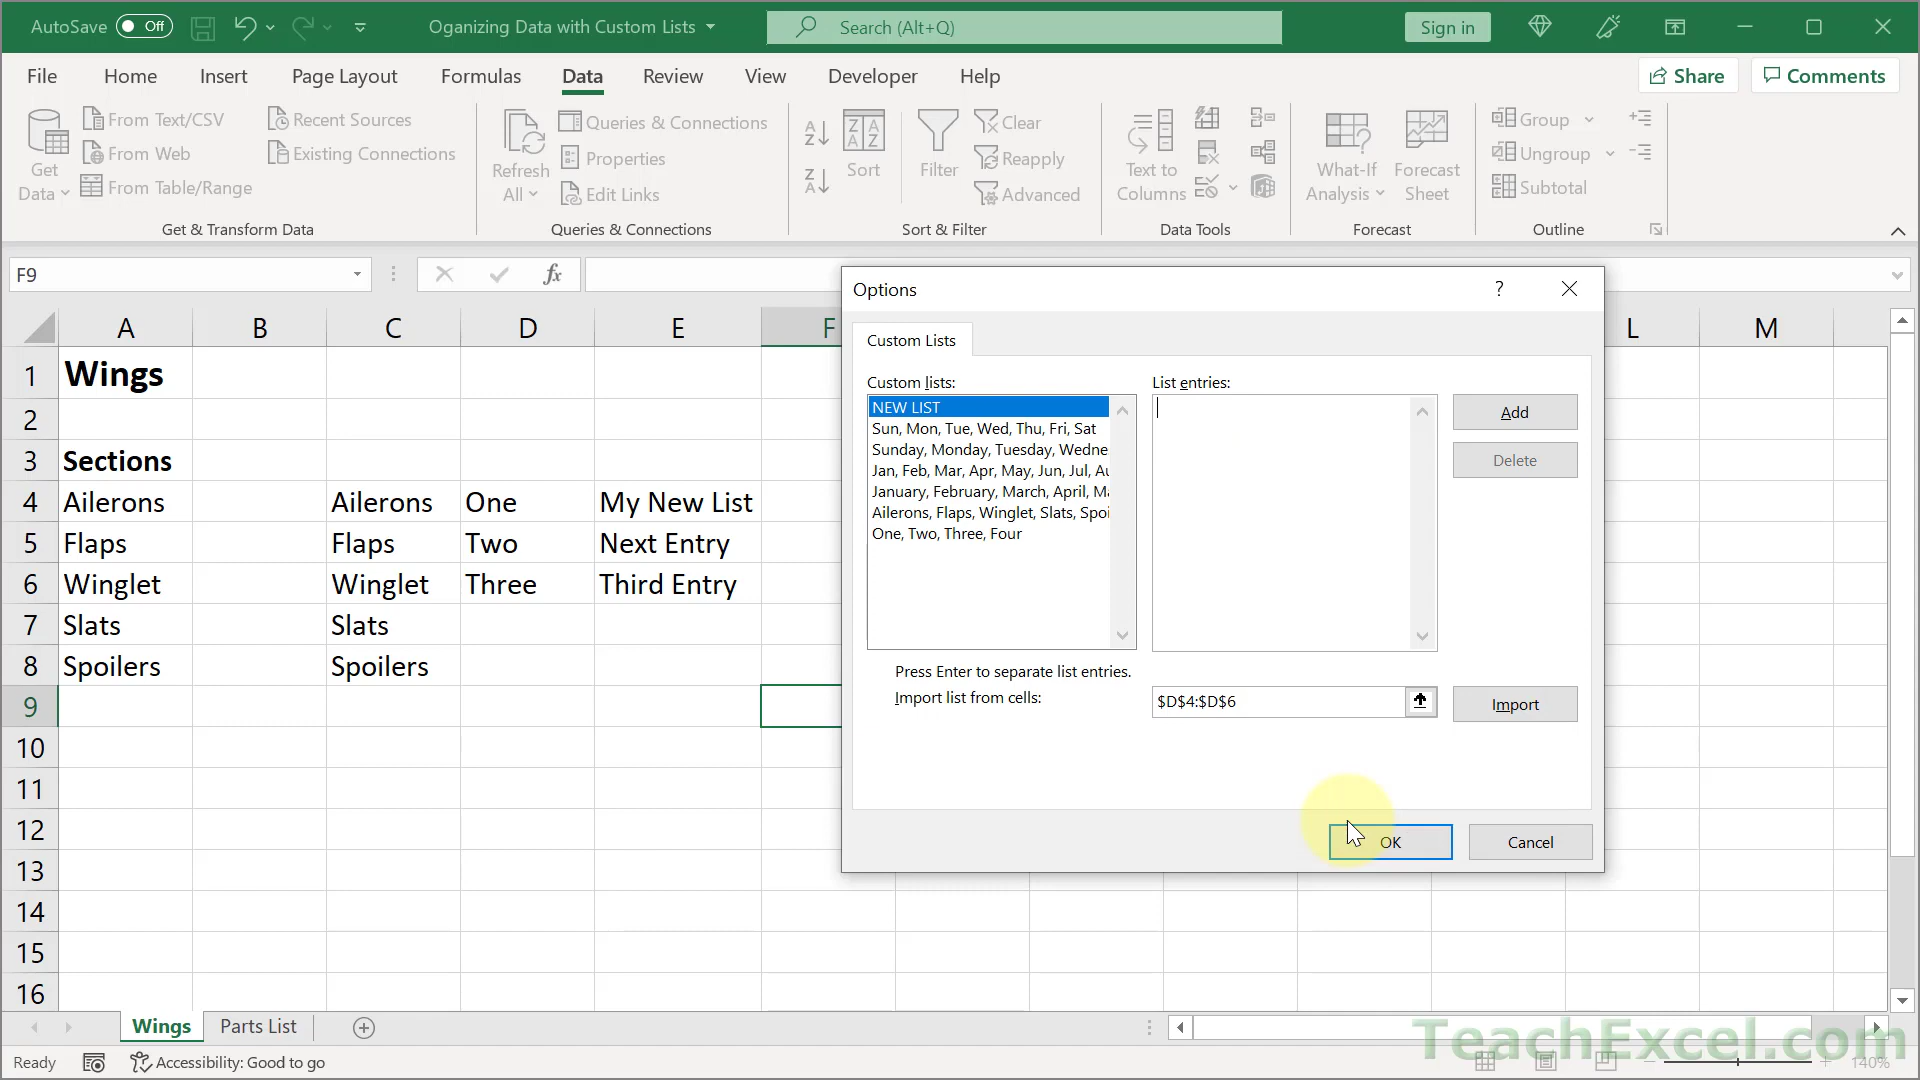 AutoSave Off Oganizing Data with Custom Lists Search (Alt+Q) Sign in
File Home Insert Page Layout Formulas Data Review View Developer Help Share Comments
Get Data
From Text/CSV
From Web
From Table/Range
Recent Sources
Existing Connections
Get & Transform Data
Refresh All
Queries & Connections
Properties
Edit Links
Queries & Connections
Sort
Filter
Clear
Reapply
Advanced
Sort & Filter
Text to Columns
Data Tools
What-If Analysis
Forecast Sheet
Forecast
Group
Ungroup
Subtotal
Outline
F9 fx
A B C D E F L M
1 Wings
2
3 Sections
4 Ailerons Ailerons One My New List
5 Flaps Flaps Two Next Entry
6 Winglet Winglet Three Third Entry
7 Slats Slats
8 Spoilers Spoilers
9
10
11
12
13
14
15
16
Options ?
Custom Lists
Custom lists:
NEW LIST
Sun, Mon, Tue, Wed, Thu, Fri, Sat
Sunday, Monday, Tuesday, Wedne
Jan, Feb, Mar, Apr, May, Jun, Jul, Au
January, February, March, April, Ma
Ailerons, Flaps, Winglet, Slats, Spoi
One, Two, Three, Four
List entries:
Add
Delete
Press Enter to separate list entries.
Import list from cells: $D$4:$D$6 Import
OK Cancel
Wings Parts List
Ready Accessibility: Good to go 140%
TeachExcel.com